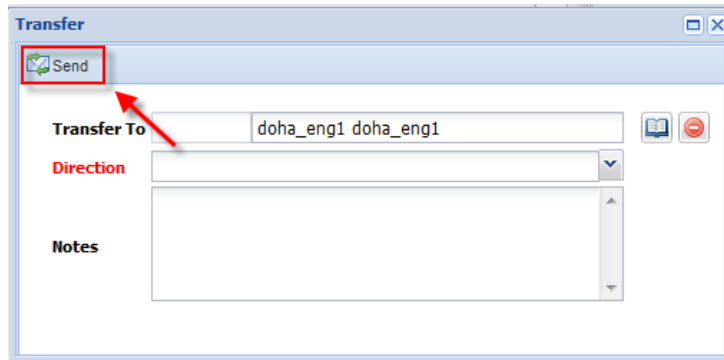 Transfer
Send
Transfer To doha_eng1 doha_eng1
Direction
Notes